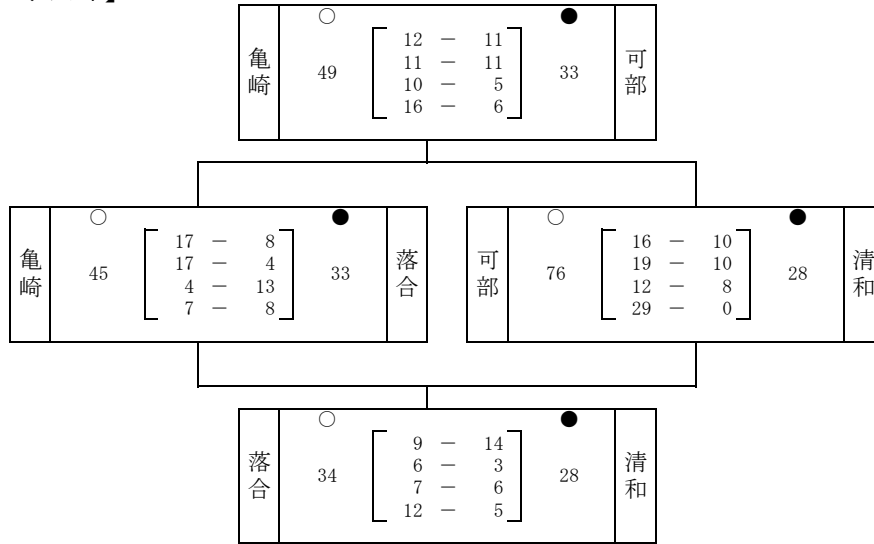 】
○ ●
亀崎 49 33 可部
12 － 11
11 － 11
10 － 5
16 － 6
○ ●
亀崎 45 33 落合
17 － 8
17 － 4
4 － 13
7 － 8
○ ●
可部 76 28 清和
16 － 10
19 － 10
12 － 8
29 － 0
○ ●
落合 34 28 清和
9 － 14
6 － 3
7 － 6
12 － 5